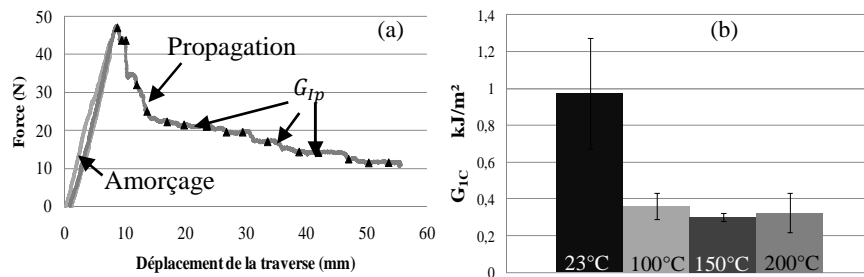 50
40
30
20
10
0
Force (N)
0 10 20 30 40 50 60
Déplacement de la traverse (mm)
(a)
Propagation
G_Ip
Amorçage
(b)
1,4
1,2
1
0,8
0,6
0,4
0,2
0
G_IC kJ/m²
23°C 100°C 150°C 200°C